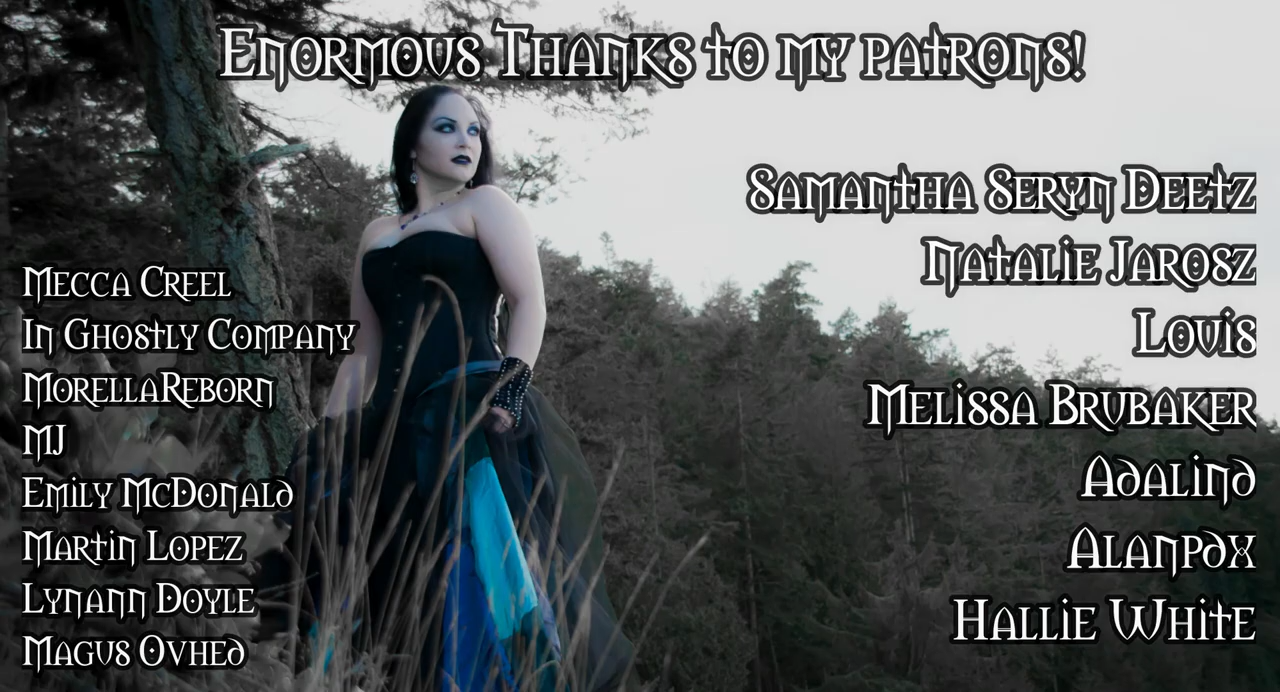 Enormous Thanks to my patrons!
Samantha Seryn Deetz
Natalie Jarosz
Louis
Melissa Brubaker
Adalind
Alanpdx
Hallie White
Mecca Creel
In Ghostly Company
MorellaReborn
MJ
Emily McDonald
Martin Lopez
Lynann Doyle
Magus Ovhed